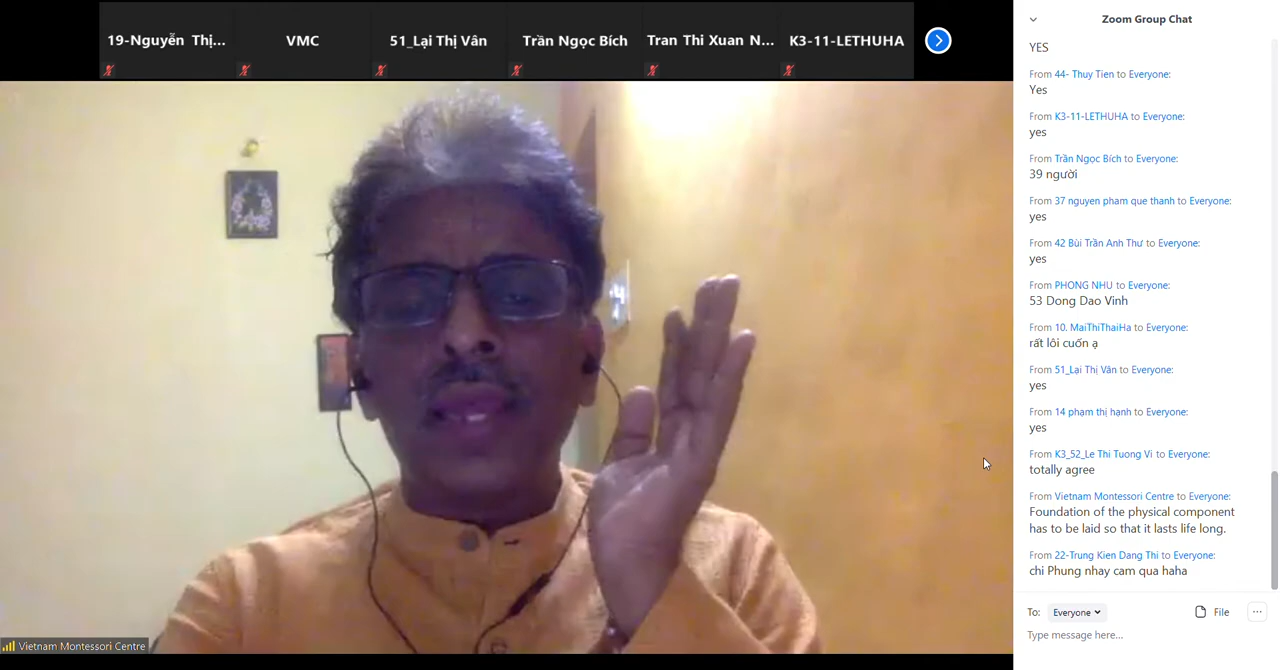 19-Nguyễn Thị...
VMC
51_Lại Thị Vân
Trần Ngọc Bích
Tran Thi Xuan N...
K3-11-LETHUHA
Vietnam Montessori Centre
Zoom Group Chat
YES
From 44- Thuy Tien to Everyone:
Yes
From K3-11-LETHUHA to Everyone:
yes
From Trần Ngọc Bích to Everyone:
39 người
From 37 nguyen pham que thanh to Everyone:
yes
From 42 Bùi Trần Anh Thư to Everyone:
yes
From PHONG NHU to Everyone:
53 Dong Dao Vinh
From 10. MaiThiThaiHa to Everyone:
rất lôi cuốn ạ
From 51_Lại Thị Vân to Everyone:
yes
From 14 phạm thị hạnh to Everyone:
yes
From K3_52_Le Thi Tuong Vi to Everyone:
totally agree
From Vietnam Montessori Centre to Everyone:
Foundation of the physical component
has to be laid so that it lasts life long.
From 22-Trung Kien Dang Thi to Everyone:
chi Phung nhay cam qua haha
To: Everyone File ...
Type message here...